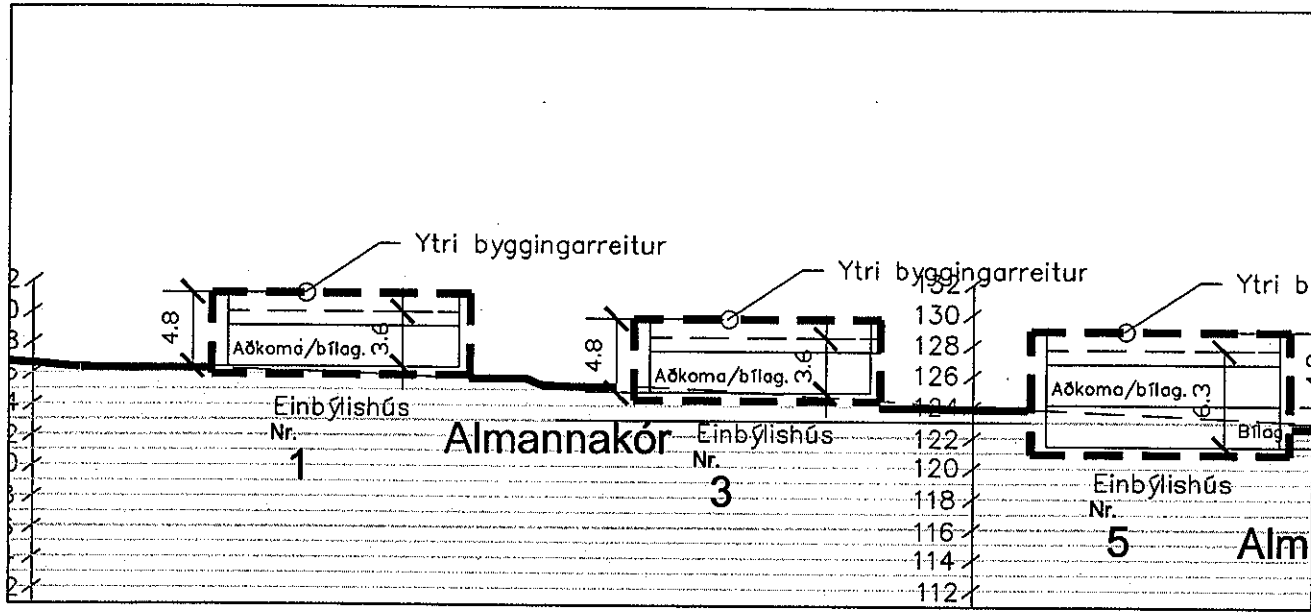 Ytri byggingarreitur
4.8
3.6
Aðkoma/bílag.
Einbýlishús
Nr.
1
Almannakór
Ytri byggingarreitur
4.8
3.6
Aðkoma/bílag.
Einbýlishús
Nr.
3
132
130
128
126
124
122
120
118
116
114
112
Ytri b
Aðkoma/bílag.
6.3
Bílag
Einbýlishús
Nr.
5
Alm